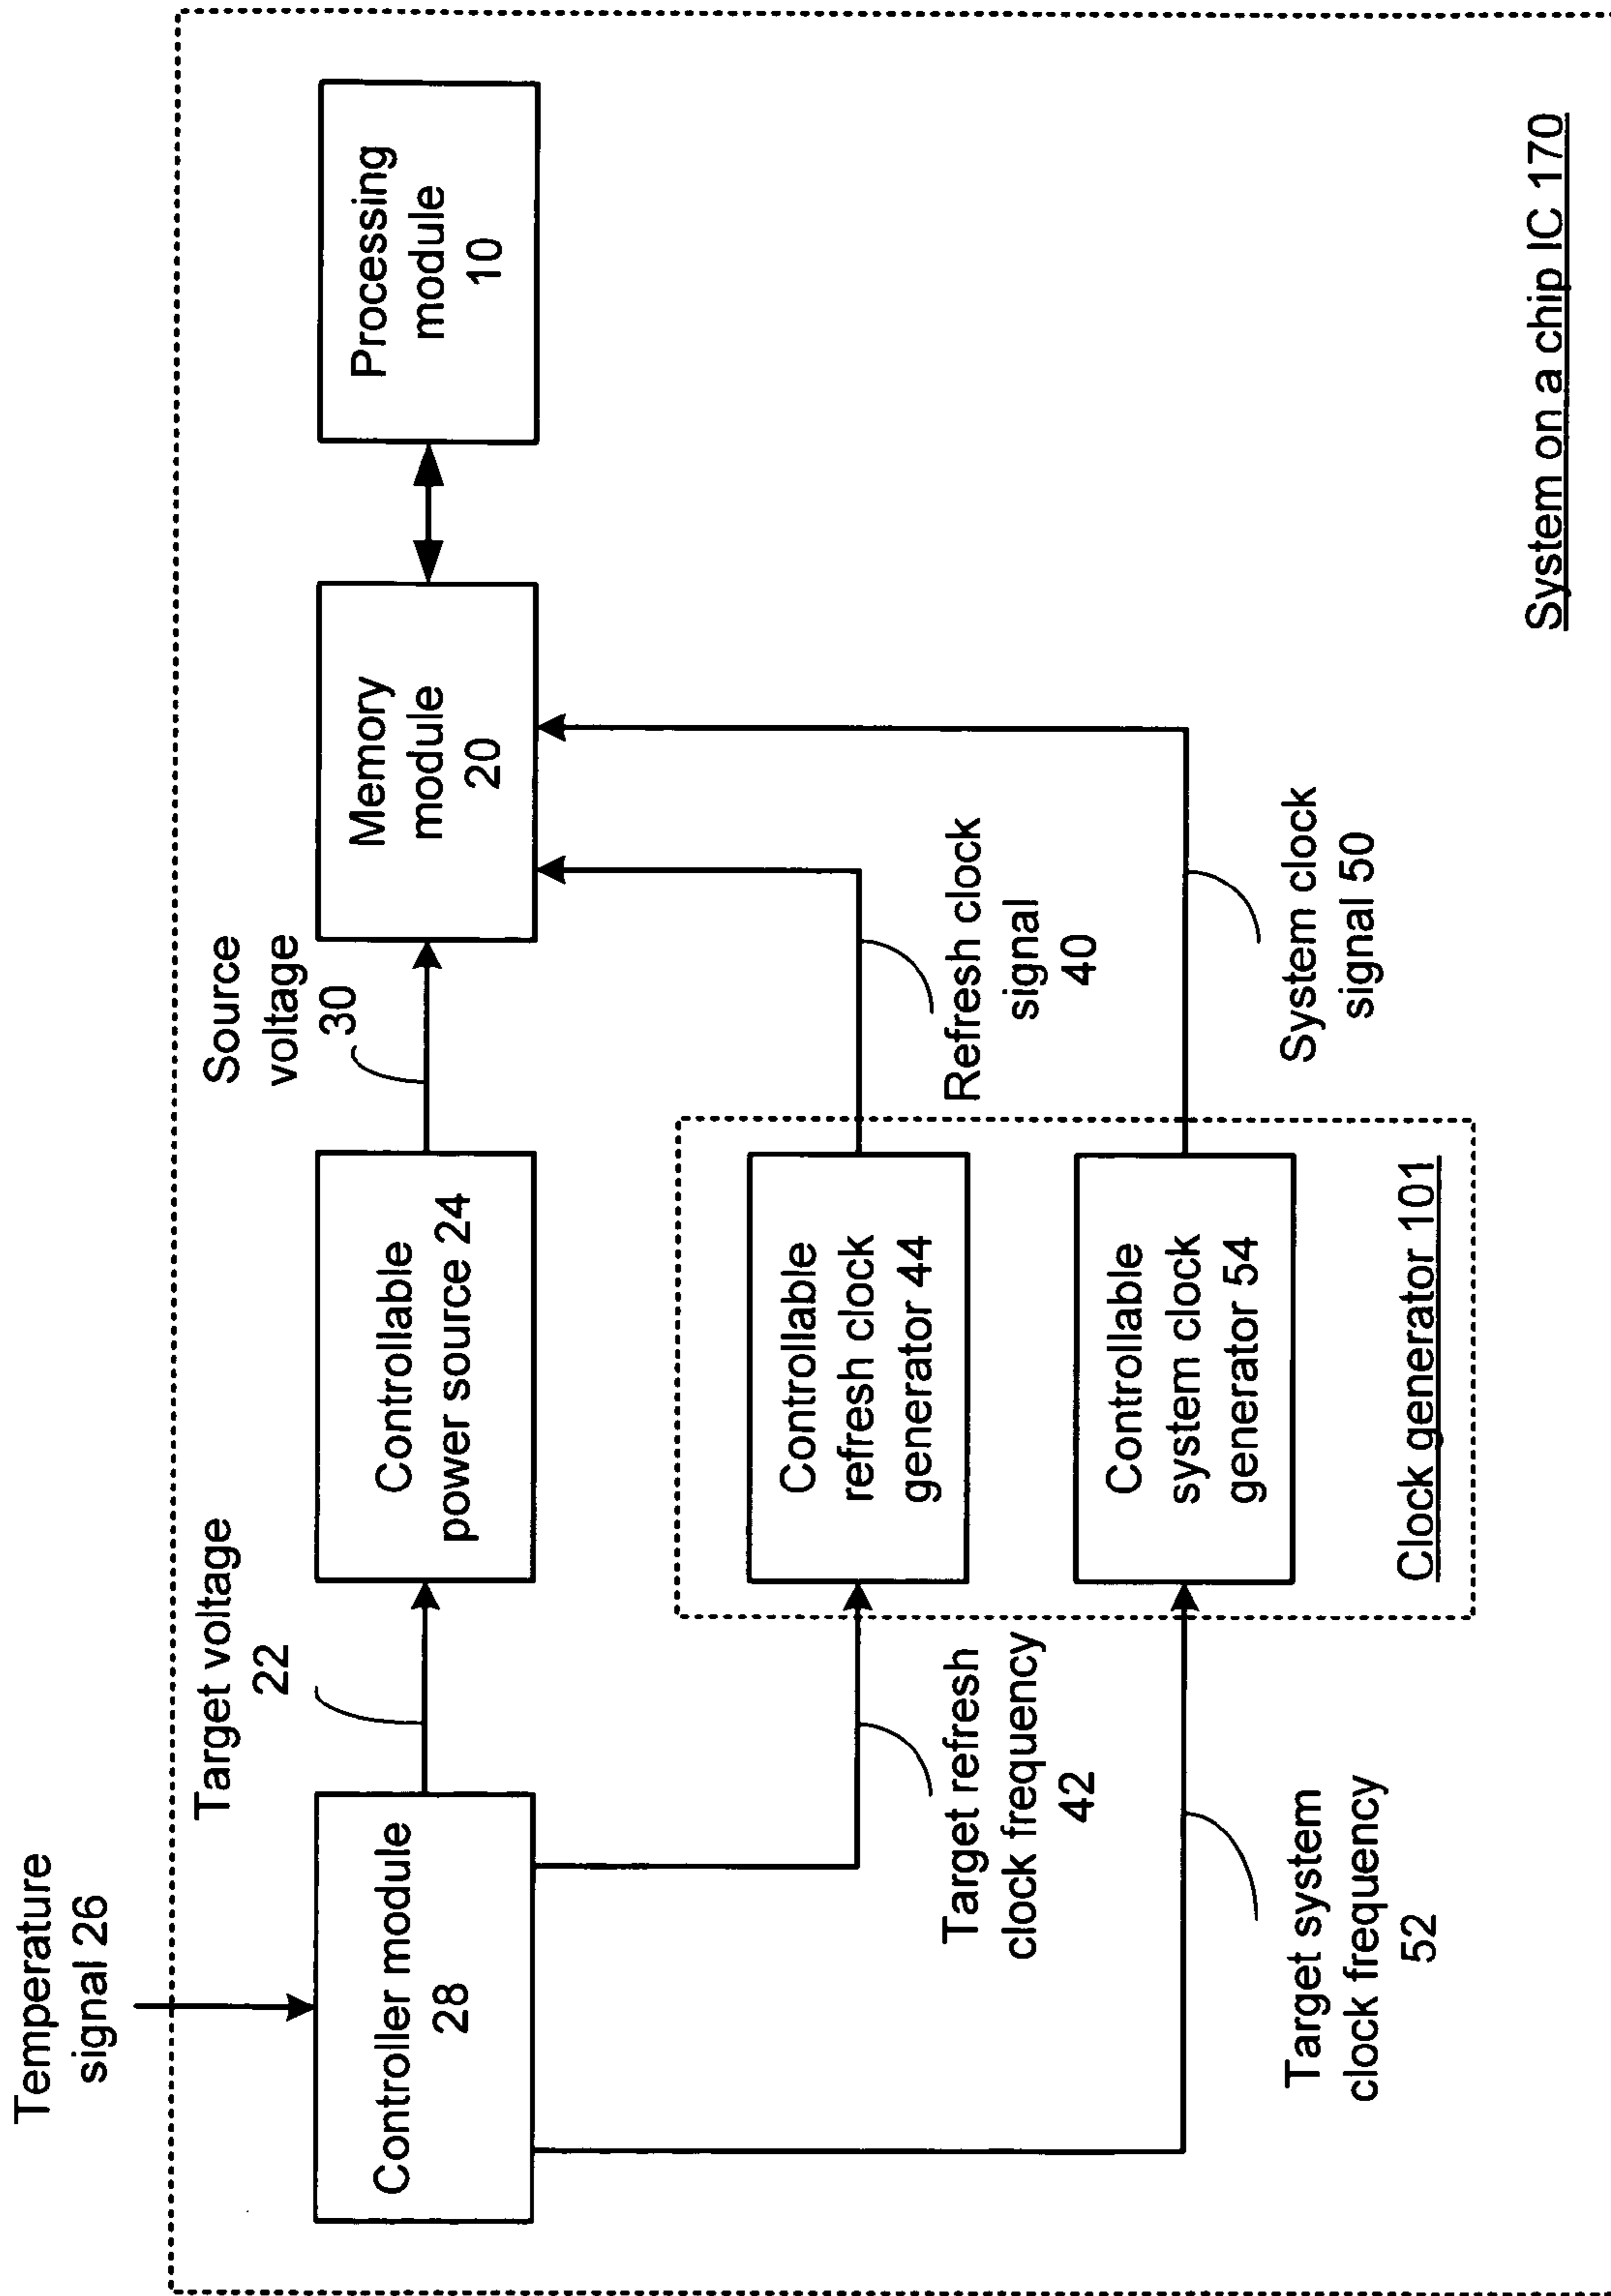 Temperature
signal 26
Target voltage
22
Source
voltage
30
Controller module
28
Controllable
power source 24
Memory
module
20
Processing
module
10
Controllable
refresh clock
generator 44
Target refresh
clock frequency
42
Refresh clock
signal
40
Controllable
system clock
generator 54
Target system
clock frequency
52
System clock
signal 50
Clock generator 101
System on a chip IC 170